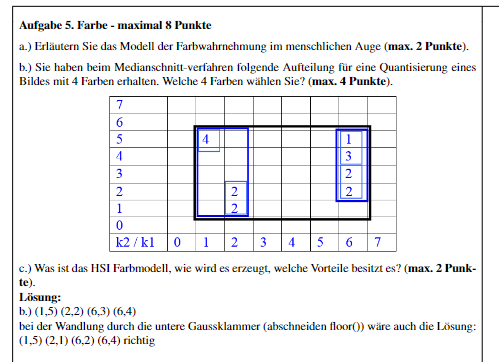 Aufgabe 5. Farbe - maximal 8 Punkte
a.) Erläutern Sie das Modell der Farbwahrnehmung im menschlichen Auge (max. 2 Punkte).
b.) Sie haben beim Medianschnitt-verfahren folgende Aufteilung für eine Quantisierung eines
Bildes mit 4 Farben erhalten. Welche 4 Farben wählen Sie? (max. 4 Punkte).
7
6
5 4 1
4 3
3 2
2 2 2
1 2
0
k2 / k1 0 1 2 3 4 5 6 7
c.) Was ist das HSI Farbmodell, wie wird es erzeugt, welche Vorteile besitzt es? (max. 2 Punk-
te).
Lösung:
b.) (1,5) (2,2) (6,3) (6,4)
bei der Wandlung durch die untere Gaussklammer (abschneiden floor()) wäre auch die Lösung:
(1,5) (2,1) (6,2) (6,4) richtig